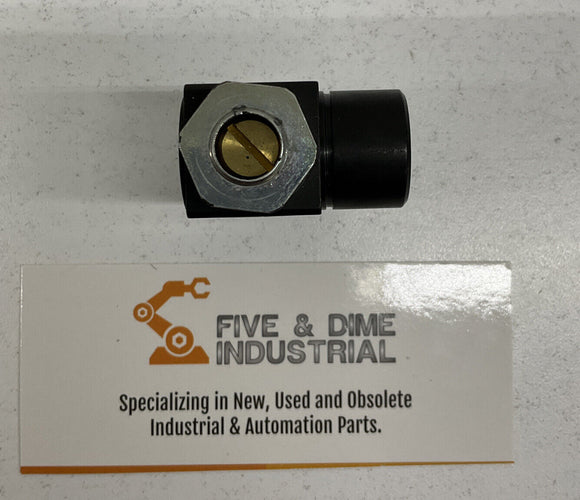 FIVE & DIME
INDUSTRIAL
Specializing in New, Used and Obsolete
Industrial & Automation Parts.